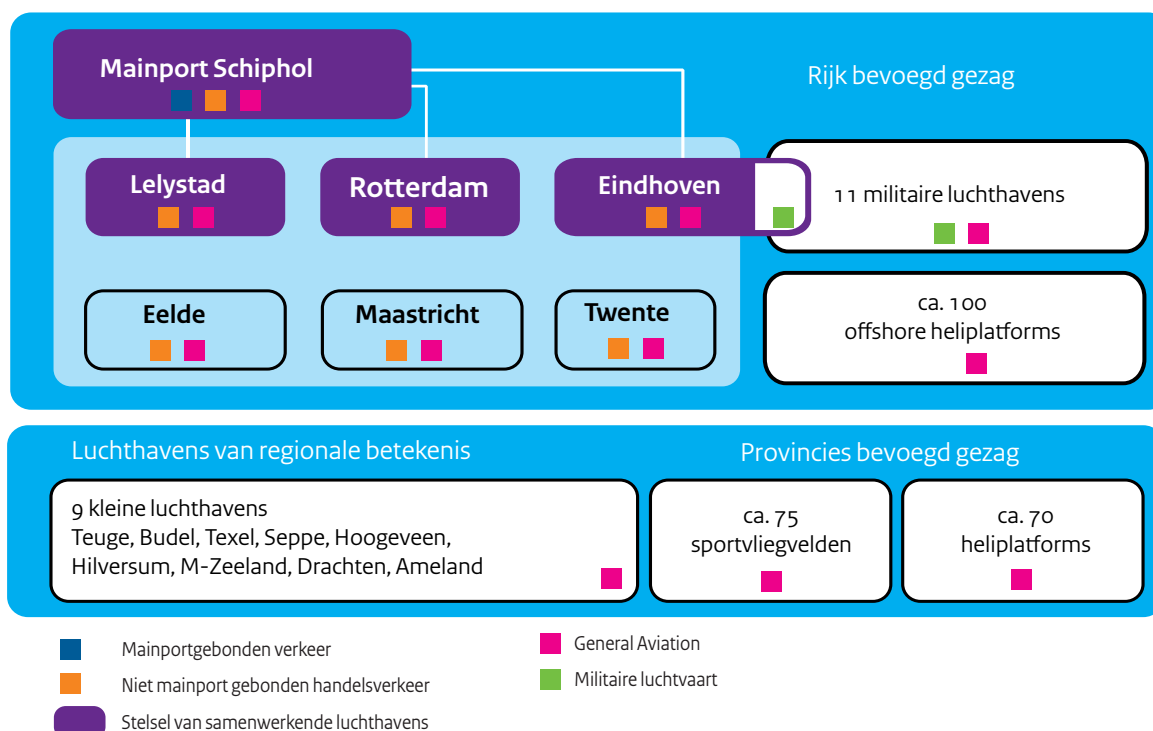 Mainport Schiphol
Rijk bevoegd gezag
Lelystad
Rotterdam
Eindhoven
11 militaire luchthavens
Eelde
Maastricht
Twente
ca. 100
offshore heliplatforms
Luchthavens van regionale betekenis
Provincies bevoegd gezag
9 kleine luchthavens
Teuge, Budel, Texel, Seppe, Hoogeveen,
Hilversum, M-Zeeland, Drachten, Ameland
ca. 75
sportvliegvelden
ca. 70
heliplatforms
Mainportgebonden verkeer
Niet mainport gebonden handelsverkeer
Stelsel van samenwerkende luchthavens
General Aviation
Militaire luchtvaart